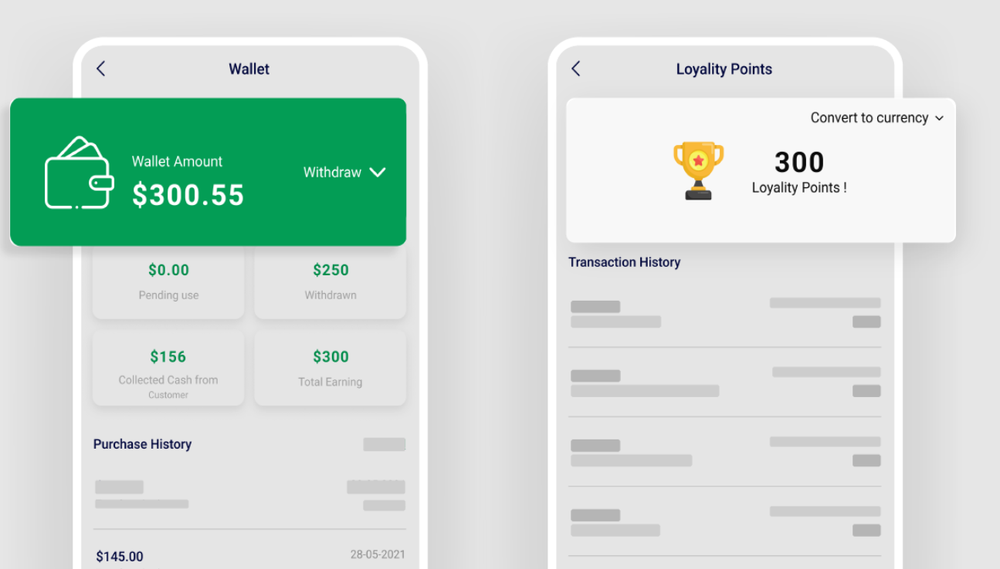 Wallet
Wallet Amount
$300.55
Withdraw
$0.00
Pending use
$250
Withdrawn
$156
Collected Cash from
Customer
$300
Total Earning
Purchase History
$145.00
28-05-2021
Loyality Points
Convert to currency
300
Loyality Points !
Transaction History